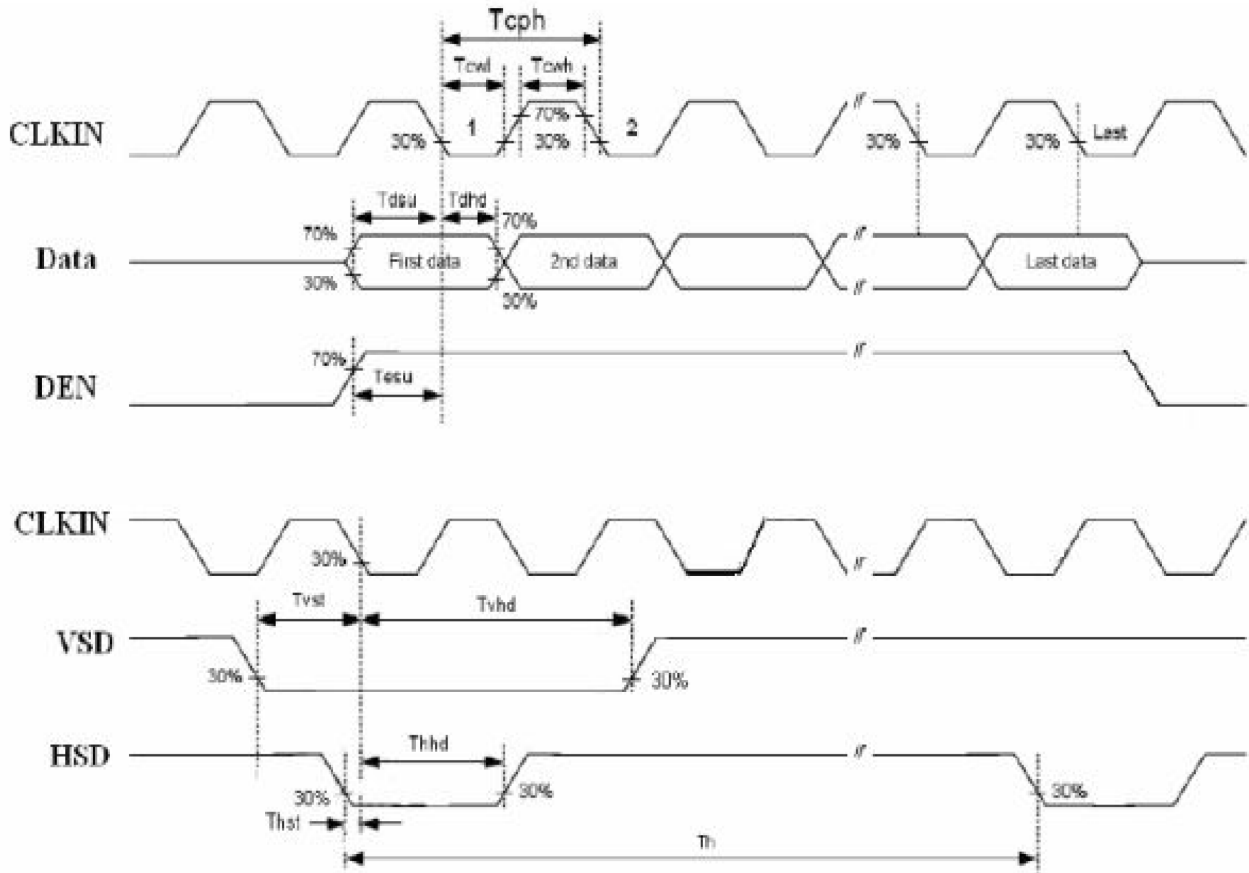 Tcph
Tcwl Tcwh
CLKIN 30% 1 70% 30% 2 30% 30% Last
Tdsu Tdhd
70% 70%
Data First data 2nd data Last data
30% 30%
70%
DEN Tesu
CLKIN 30%
Tvst Tvhd
VSD
30% 30%
HSD Thhd
30% 30% 30%
Thst
Th